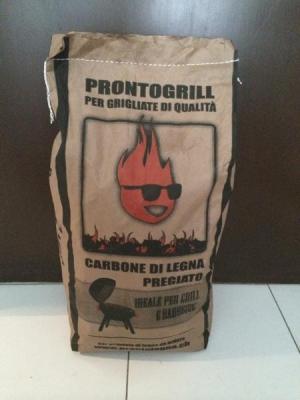 PRONTOGRILL
PER GRIGLIATE DI QUALITÀ
CARBONE DI LEGNA
PREGIATO
IDEALE PER GRILL
E BARBECUE